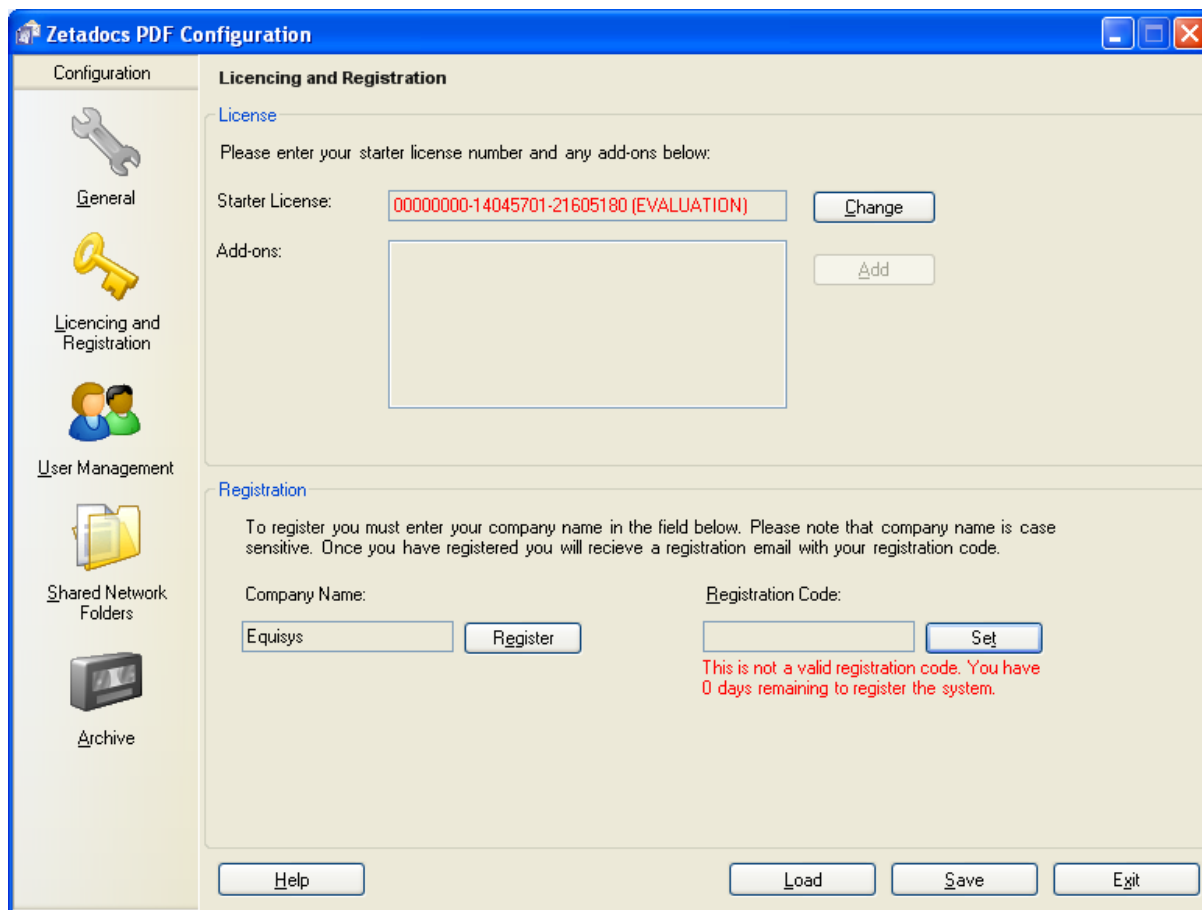 Zetadocs PDF Configuration
Configuration
General
Licencing and
Registration
User Management
Shared Network
Folders
Archive
Licencing and Registration
License
Please enter your starter license number and any add-ons below:
Starter License:
00000000-14045701-21605180 (EVALUATION)
Change
Add-ons:
Add
Registration
To register you must enter your company name in the field below. Please note that company name is case
sensitive. Once you have registered you will recieve a registration email with your registration code.
Company Name:
Registration Code:
Equisys
Register
Set
This is not a valid registration code. You have
0 days remaining to register the system.
Help
Load
Save
Exit